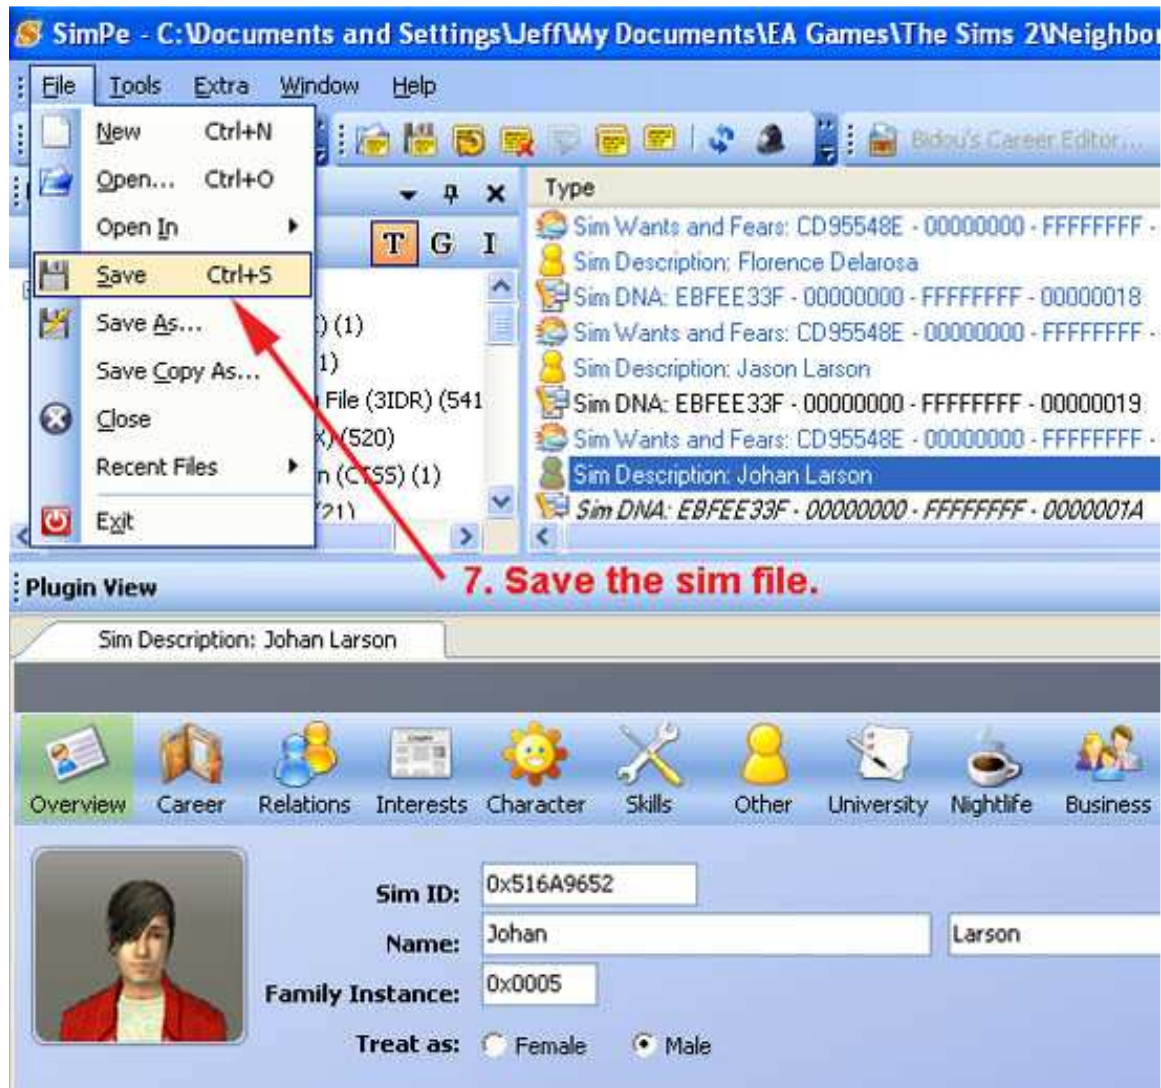 SimPe - C:\Documents and Settings\Jeff\My Documents\EA Games\The Sims 2\Neighbor
File Tools Extra Window Help
New Ctrl+N
Bidou's Career Editor...
Open... Ctrl+O
Type
Open In
T G I
Sim Wants and Fears: CD95548E - 00000000 - FFFFFFFF -
Sim Description: Florence Delarosa
Save Ctrl+S
Sim DNA: EBFEE33F - 00000000 - FFFFFFFF - 00000018
Save As...
) (1)
Sim Wants and Fears: CD95548E - 00000000 - FFFFFFFF -
Save Copy As...
1)
Sim Description: Jason Larson
File (3IDR) (541
Sim DNA: EBFEE33F - 00000000 - FFFFFFFF - 00000019
Close
X) (520)
Sim Wants and Fears: CD95548E - 00000000 - FFFFFFFF -
Recent Files
n (CTSS) (1)
Sim Description: Johan Larson
Exit
(21)
Sim DNA: EBFEE33F - 00000000 - FFFFFFFF - 0000001A
7. Save the sim file.
Plugin View
Sim Description: Johan Larson
Overview Career Relations Interests Character Skills Other University Nightlife Business
Sim ID: 0x516A9652
Name: Johan Larson
Family Instance: 0x0005
Treat as: Female Male